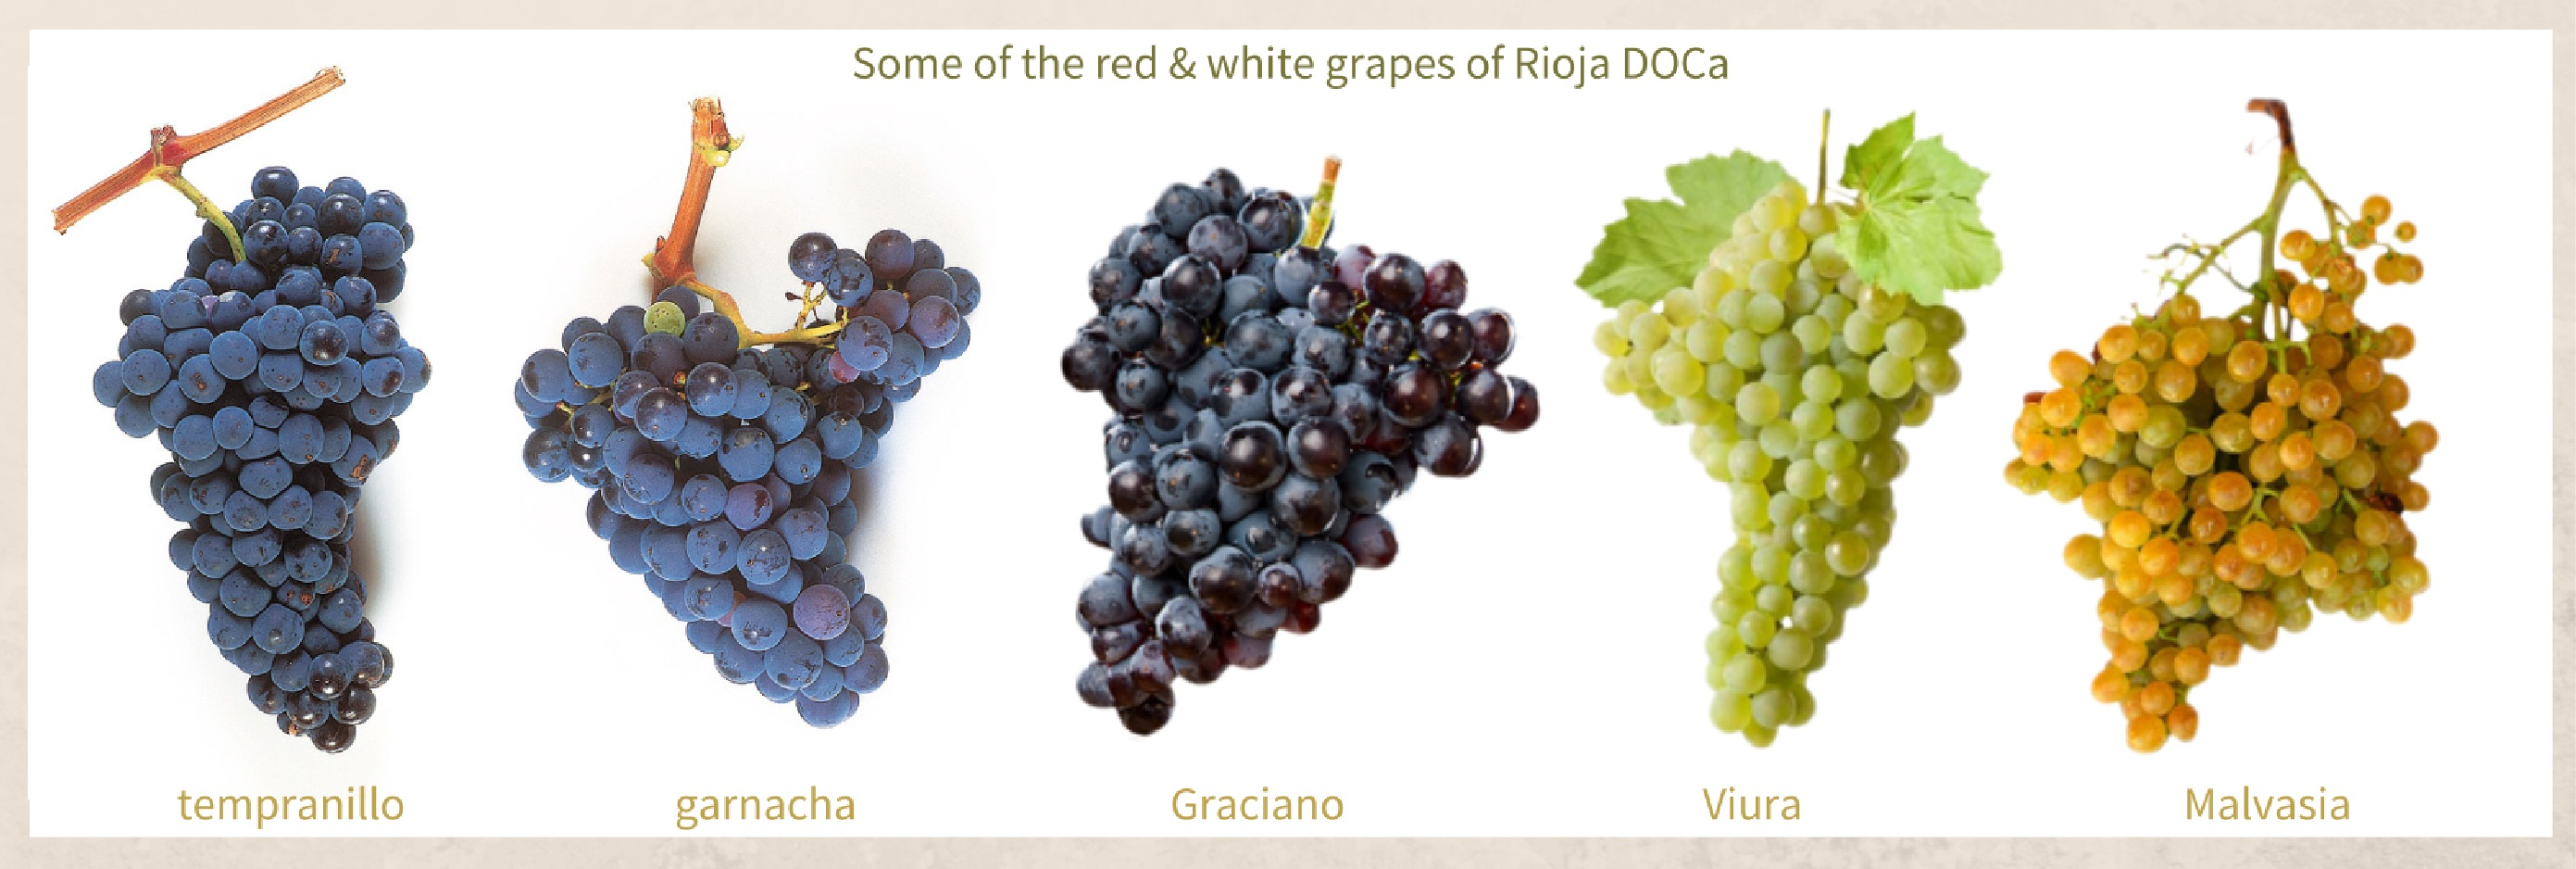 Some of the red & white grapes of Rioja DOCa
tempranillo
garnacha
Graciano
Viura
Malvasia